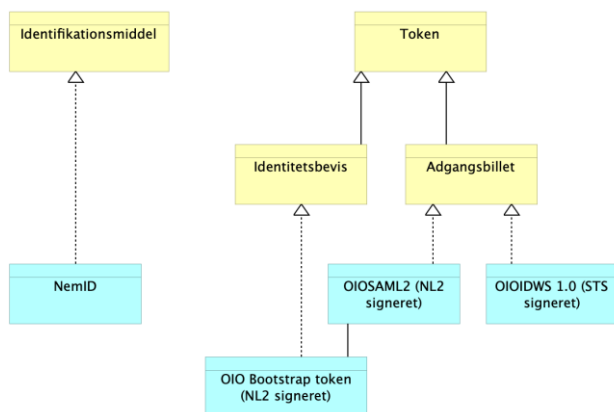 Identifikationsmiddel
Token
Identitetsbevis
Adgangsbillet
NemID
OIOSAML2 (NL2
signeret)
OIOIDWS 1.0 (STS
signeret)
OIO Bootstrap token
(NL2 signeret)